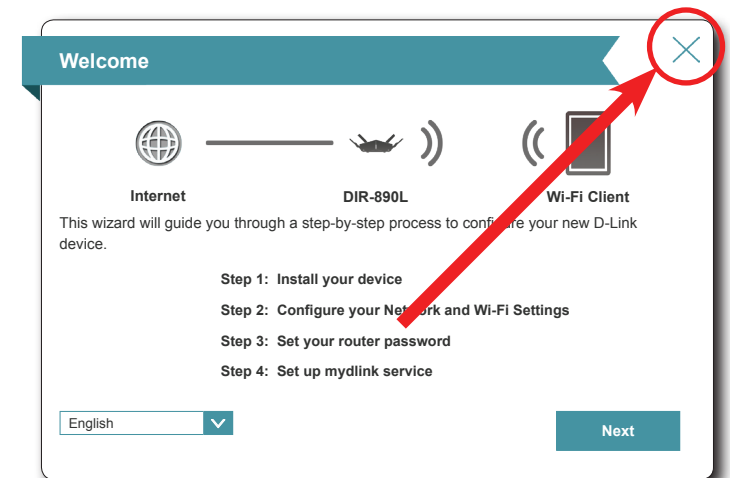 Welcome
Internet
DIR-890L
Wi-Fi Client
This wizard will guide you through a step-by-step process to configure your new D-Link
device.
Step 1: Install your device
Step 2: Configure your Network and Wi-Fi Settings
Step 3: Set your router password
Step 4: Set up mydlink service
English
Next